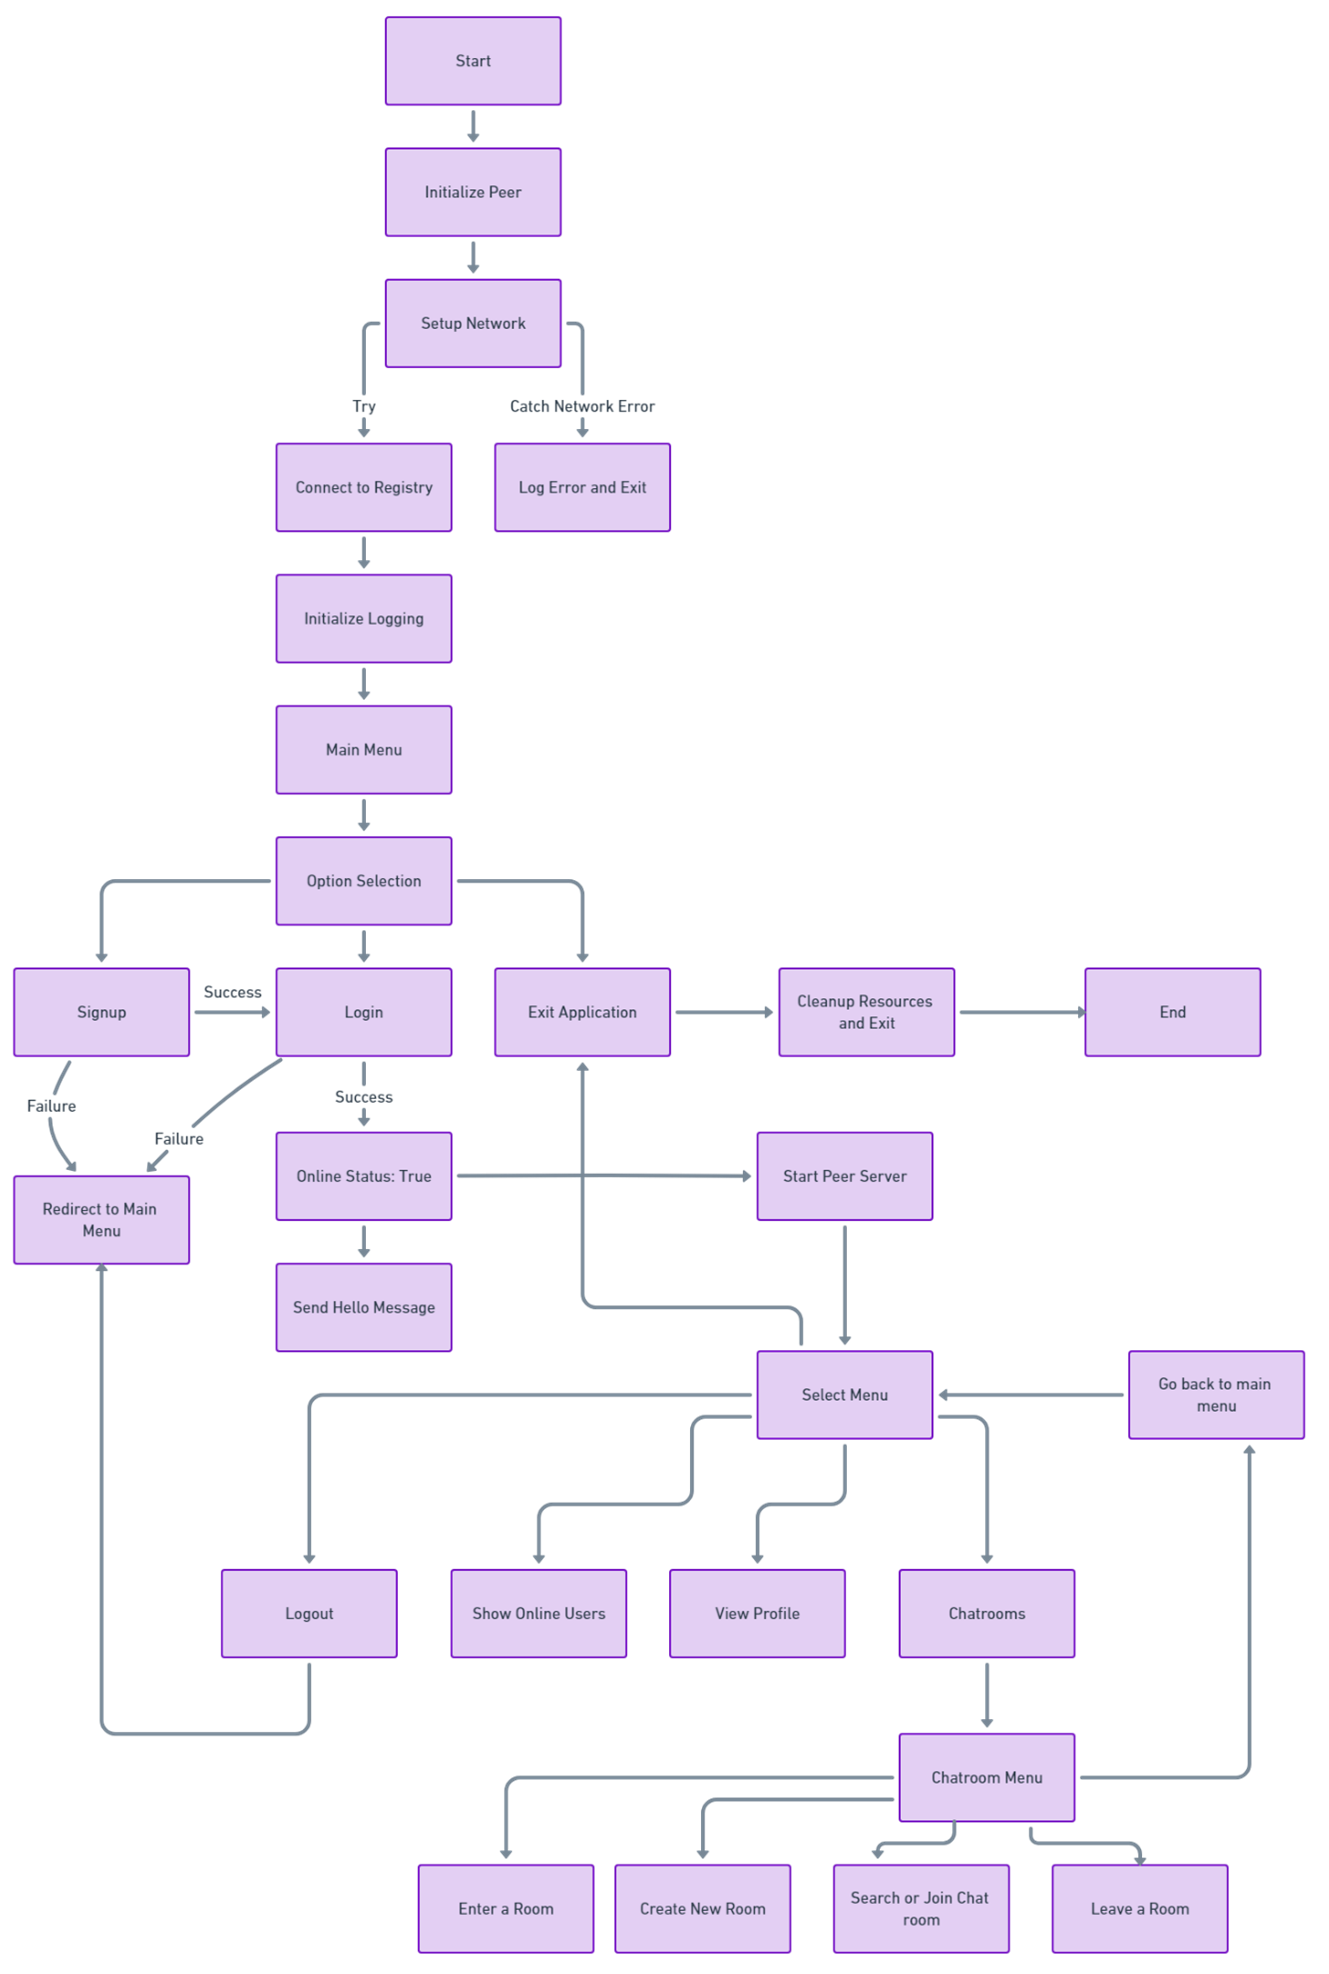 Start
Initialize Peer
Setup Network
Try
Catch Network Error
Connect to Registry
Log Error and Exit
Initialize Logging
Main Menu
Option Selection
Signup
Success
Login
Exit Application
Cleanup Resources
and Exit
End
Failure
Failure
Success
Redirect to Main
Menu
Online Status: True
Start Peer Server
Send Hello Message
Select Menu
Go back to main
menu
Logout
Show Online Users
View Profile
Chatrooms
Chatroom Menu
Enter a Room
Create New Room
Search or Join Chat
room
Leave a Room